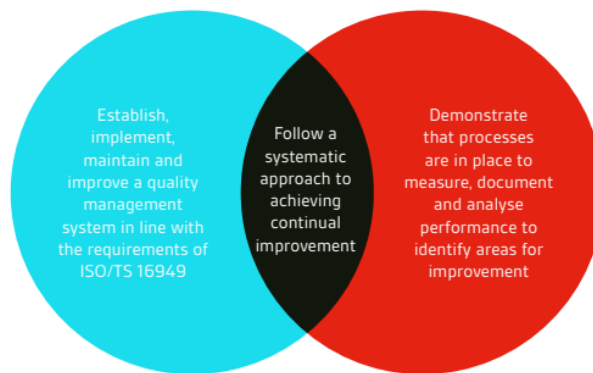 Establish,
implement,
maintain and
improve a quality
management
system in line with
the requirements of
ISO/TS 16949
Follow a
systematic
approach to
achieving
continual
improvement
Demonstrate
that processes
are in place to
measure, document
and analyse
performance to
identify areas for
improvement